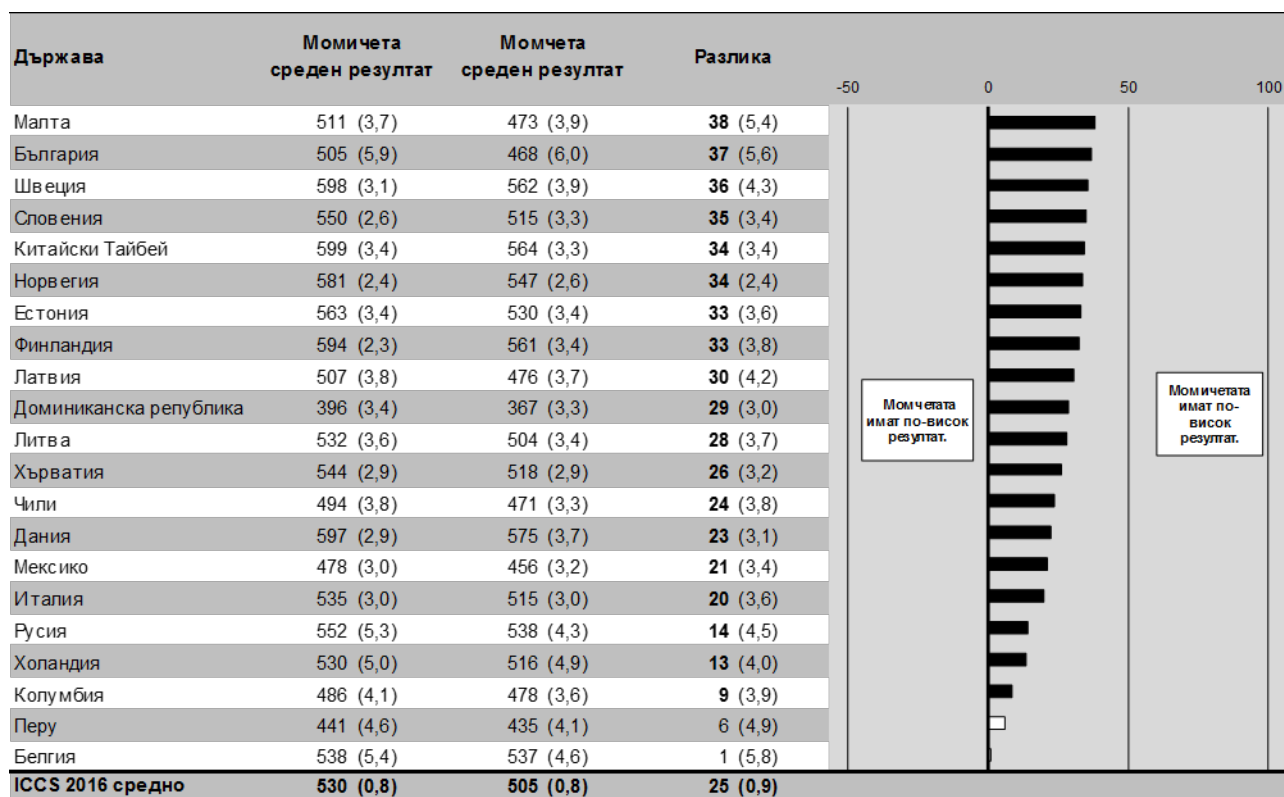 Държава Момичета среден резултат Момчета среден резултат Разлика
-50 0 50 100
Малта 511 (3,7) 473 (3,9) 38 (5,4)
България 505 (5,9) 468 (6,0) 37 (5,6)
Швеция 598 (3,1) 562 (3,9) 36 (4,3)
Словения 550 (2,6) 515 (3,3) 35 (3,4)
Китайски Тайбей 599 (3,4) 564 (3,3) 34 (3,4)
Норвегия 581 (2,4) 547 (2,6) 34 (2,4)
Естония 563 (3,4) 530 (3,4) 33 (3,6)
Финландия 594 (2,3) 561 (3,4) 33 (3,8)
Латвия 507 (3,8) 476 (3,7) 30 (4,2)
Доминиканска република 396 (3,4) 367 (3,3) 29 (3,0)
Литва 532 (3,6) 504 (3,4) 28 (3,7)
Хърватия 544 (2,9) 518 (2,9) 26 (3,2)
Чили 494 (3,8) 471 (3,3) 24 (3,8)
Дания 597 (2,9) 575 (3,7) 23 (3,1)
Мексико 478 (3,0) 456 (3,2) 21 (3,4)
Италия 535 (3,0) 515 (3,0) 20 (3,6)
Русия 552 (5,3) 538 (4,3) 14 (4,5)
Холандия 530 (5,0) 516 (4,9) 13 (4,0)
Колумбия 486 (4,1) 478 (3,6) 9 (3,9)
Перу 441 (4,6) 435 (4,1) 6 (4,9)
Белгия 538 (5,4) 537 (4,6) 1 (5,8)
ICCS 2016 средно 530 (0,8) 505 (0,8) 25 (0,9)
Момчетата
имат по-висок
резултат.
Момичетата
имат по-
висок
резултат.